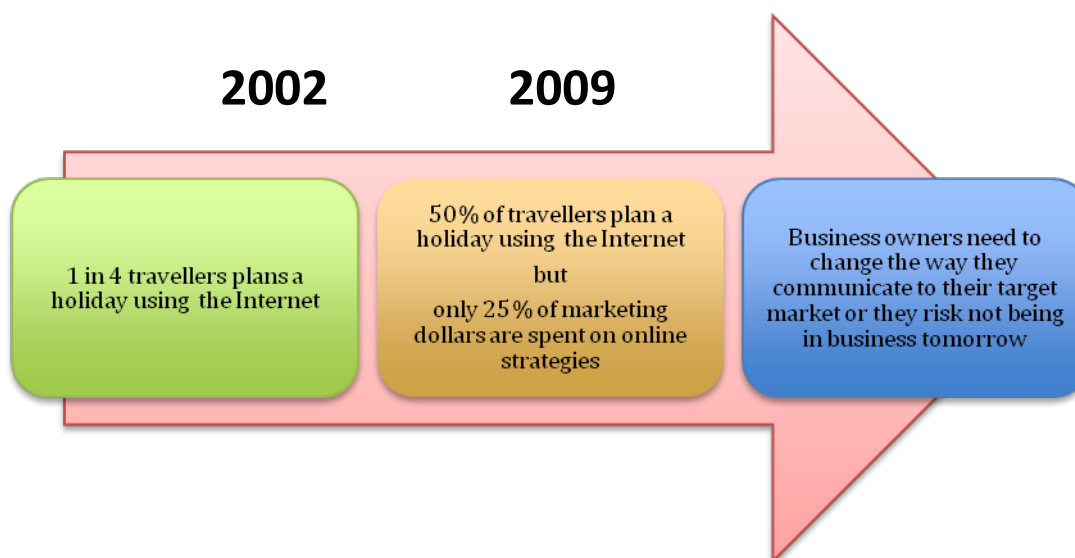 2002
2009
1 in 4 travellers plans a
holiday using the Internet
50% of travellers plan a
holiday using the Internet
but
only 25% of marketing
dollars are spent on online
strategies
Business owners need to
change the way they
communicate to their target
market or they risk not being
in business tomorrow